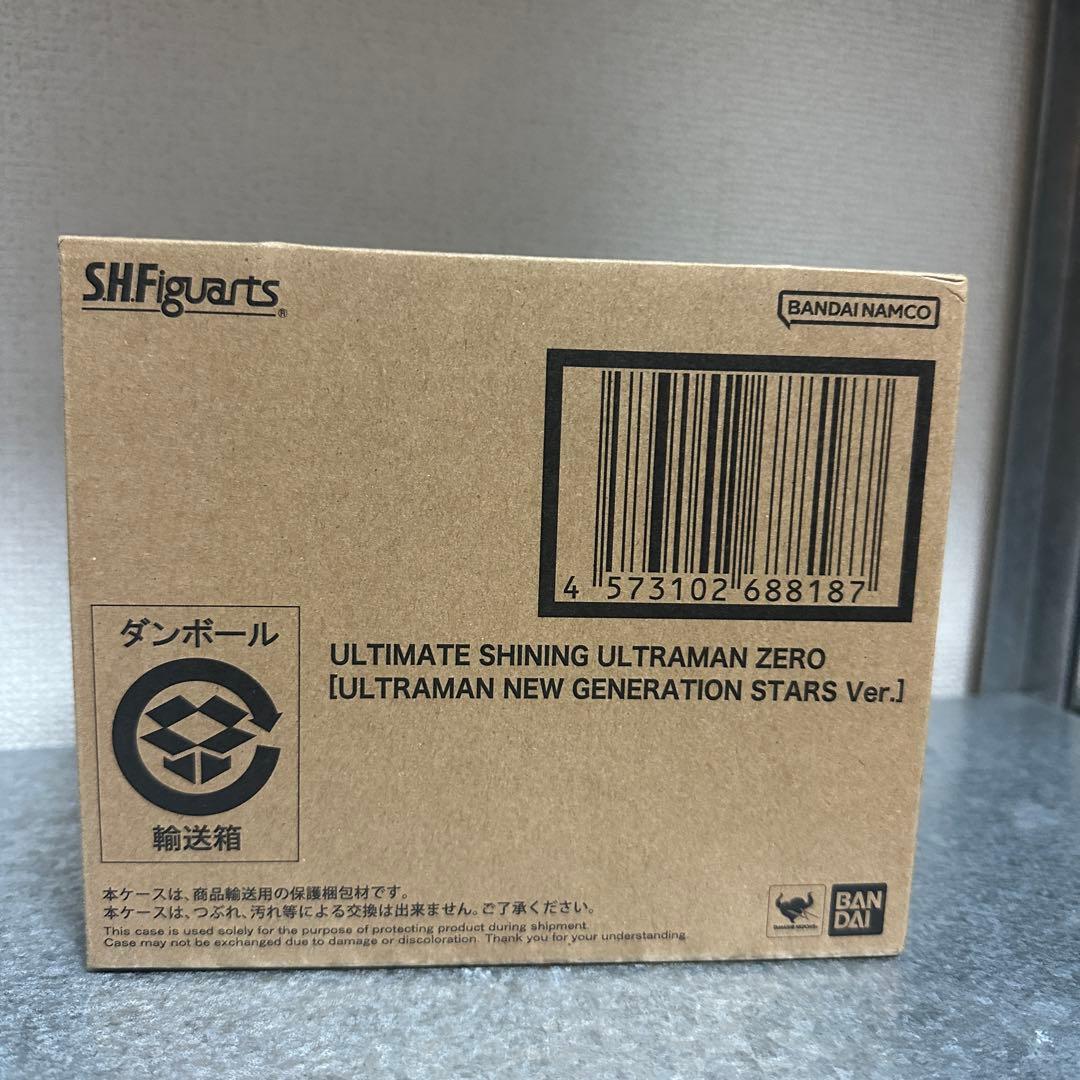 S.H.Figuarts®
BANDAI NAMCO
4 573102 688187
ダンボール
輸送箱
ULTIMATE SHINING ULTRAMAN ZERO
[ULTRAMAN NEW GENERATION STARS Ver.]
本ケースは、商品輸送用の保護梱包材です。
本ケースは、つぶれ、汚れ等による交換は出来ません。ご了承ください。
This case is used solely for the purpose of protecting product during shipment.
Case may not be exchanged due to damage or discoloration. Thank you for your understanding.
BAN
DAI